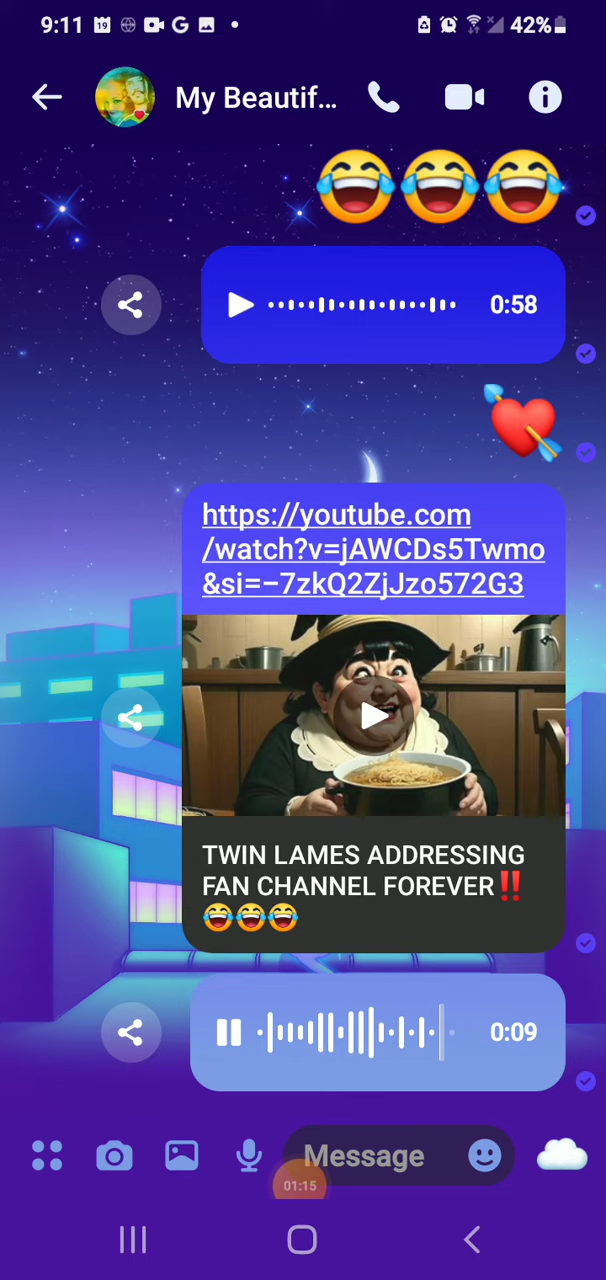 9:11
19
G
42%
My Beautif...
😂😂😂
0:58
💘
https://youtube.com
/watch?v=jAWCDs5Twmo
&si=–7zkQ2ZjJzo572G3
TWIN LAMES ADDRESSING
FAN CHANNEL FOREVER‼️
😂😂😂
0:09
Message
01:15